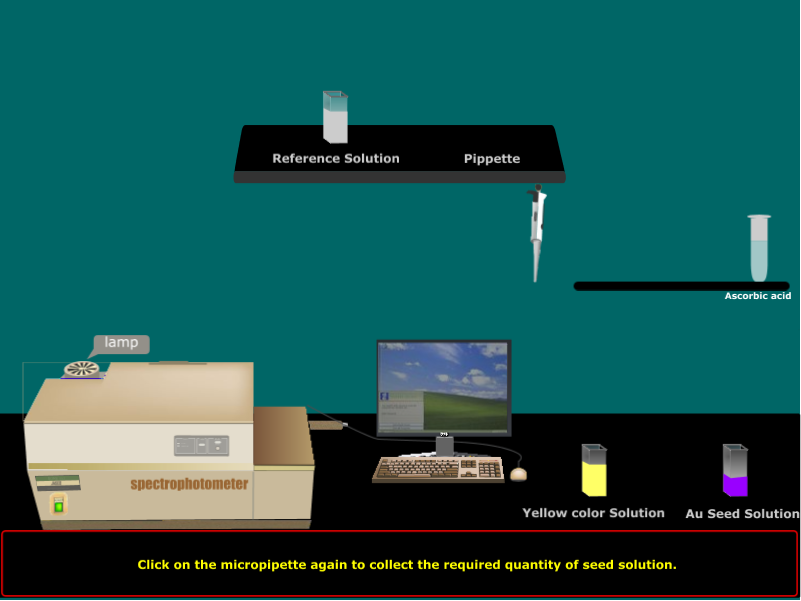 Reference Solution
Pippette
Ascorbic acid
lamp
spectrophotometer
Yellow color Solution
Au Seed Solution
Click on the micropipette again to collect the required quantity of seed solution.